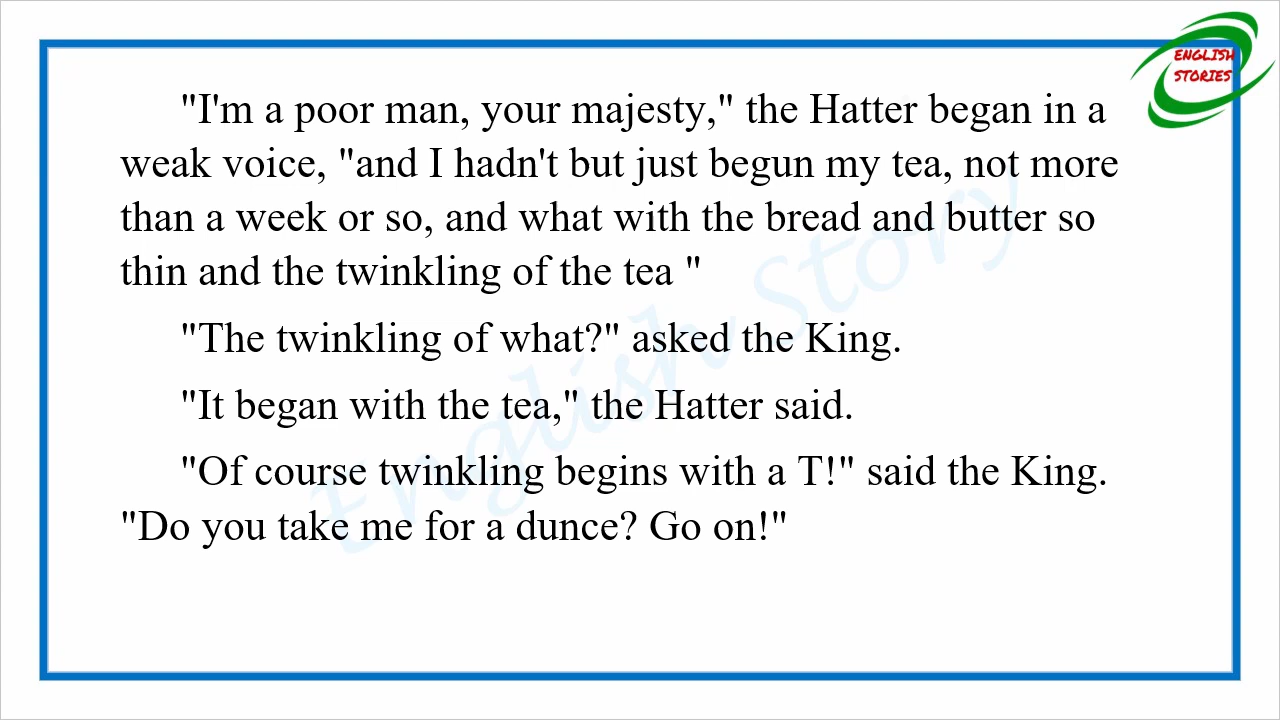 ENGLISH
STORIES
"I'm a poor man, your majesty," the Hatter began in a
weak voice, "and I hadn't but just begun my tea, not more
than a week or so, and what with the bread and butter so
thin and the twinkling of the tea "
"The twinkling of what?" asked the King.
"It began with the tea," the Hatter said.
"Of course twinkling begins with a T!" said the King.
"Do you take me for a dunce? Go on!"
English Story